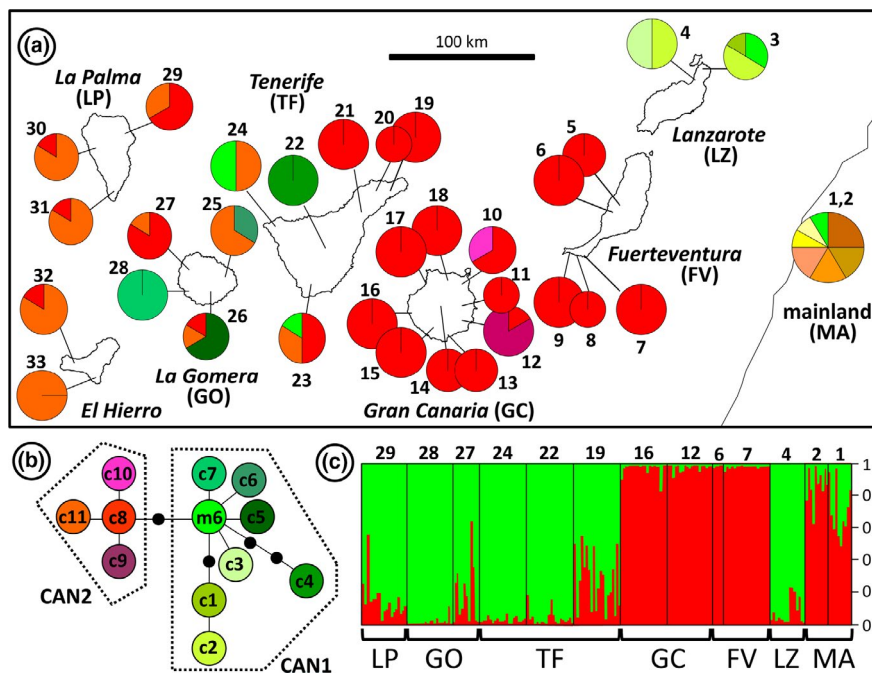 (a)
100 km
4
3
La Palma
(LP)
29
Tenerife
(TF)
21
20
19
Lanzarote
(LZ)
30
24
22
5
6
31
27
25
18
17
10
1,2
28
11
Fuerteventura
(FV)
mainland
(MA)
32
26
16
12
33
La Gomera
(GO)
23
15
14
13
9
8
7
El Hierro
Gran Canaria (GC)
(b)
c10
c7
c6
c11
c8
m6
c5
c9
c3
c4
CAN2
c1
c2
CAN1
(c)
29 28 27 24 22 19 16 12 6 7 4 2 1
1
0
0
0
0
0
LP GO TF GC FV LZ MA